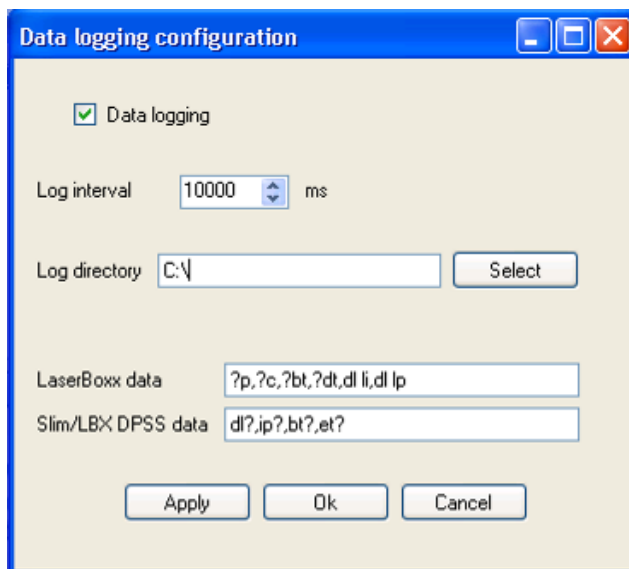 Data logging configuration
Data logging
Log interval 10000 ms
Log directory C:\ Select
LaserBoxx data ?p,?c,?bt,?dt,dl li,dl lp
Slim/LBX DPSS data dl?,ip?,bt?,et?
Apply Ok Cancel